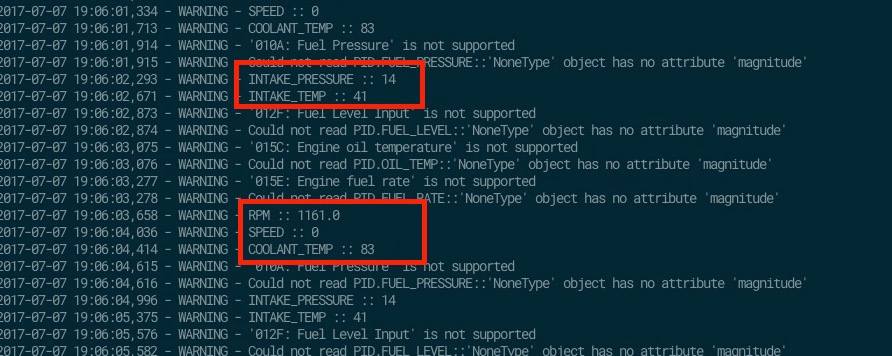 2017-07-07 19:06:01,334 - WARNING - SPEED :: 0
2017-07-07 19:06:01,713 - WARNING - COOLANT_TEMP :: 83
2017-07-07 19:06:01,914 - WARNING - '010A: Fuel Pressure' is not supported
2017-07-07 19:06:01,915 - WARNING - Could not read PID.FUEL_PRESSURE::'NoneType' object has no attribute 'magnitude'
2017-07-07 19:06:02,293 - WARNING - INTAKE_PRESSURE :: 14
2017-07-07 19:06:02,671 - WARNING - INTAKE_TEMP :: 41
2017-07-07 19:06:02,873 - WARNING - '012F: Fuel Level Input' is not supported
2017-07-07 19:06:02,874 - WARNING - Could not read PID.FUEL_LEVEL::'NoneType' object has no attribute 'magnitude'
2017-07-07 19:06:03,075 - WARNING - '015C: Engine oil temperature' is not supported
2017-07-07 19:06:03,076 - WARNING - Could not read PID.OIL_TEMP::'NoneType' object has no attribute 'magnitude'
2017-07-07 19:06:03,277 - WARNING - '015E: Engine fuel rate' is not supported
2017-07-07 19:06:03,278 - WARNING - Could not read PID.FUEL_RATE::'NoneType' object has no attribute 'magnitude'
2017-07-07 19:06:03,658 - WARNING - RPM :: 1161.0
2017-07-07 19:06:04,036 - WARNING - SPEED :: 0
2017-07-07 19:06:04,414 - WARNING - COOLANT_TEMP :: 83
2017-07-07 19:06:04,615 - WARNING - '010A: Fuel Pressure' is not supported
2017-07-07 19:06:04,616 - WARNING - Could not read PID.FUEL_PRESSURE::'NoneType' object has no attribute 'magnitude'
2017-07-07 19:06:04,996 - WARNING - INTAKE_PRESSURE :: 14
2017-07-07 19:06:05,375 - WARNING - INTAKE_TEMP :: 41
2017-07-07 19:06:05,576 - WARNING - '012F: Fuel Level Input' is not supported
2017-07-07 19:06:05,582 - WARNING - Could not read PID.FUEL_LEVEL::'NoneType' object has no attribute 'magnitude'